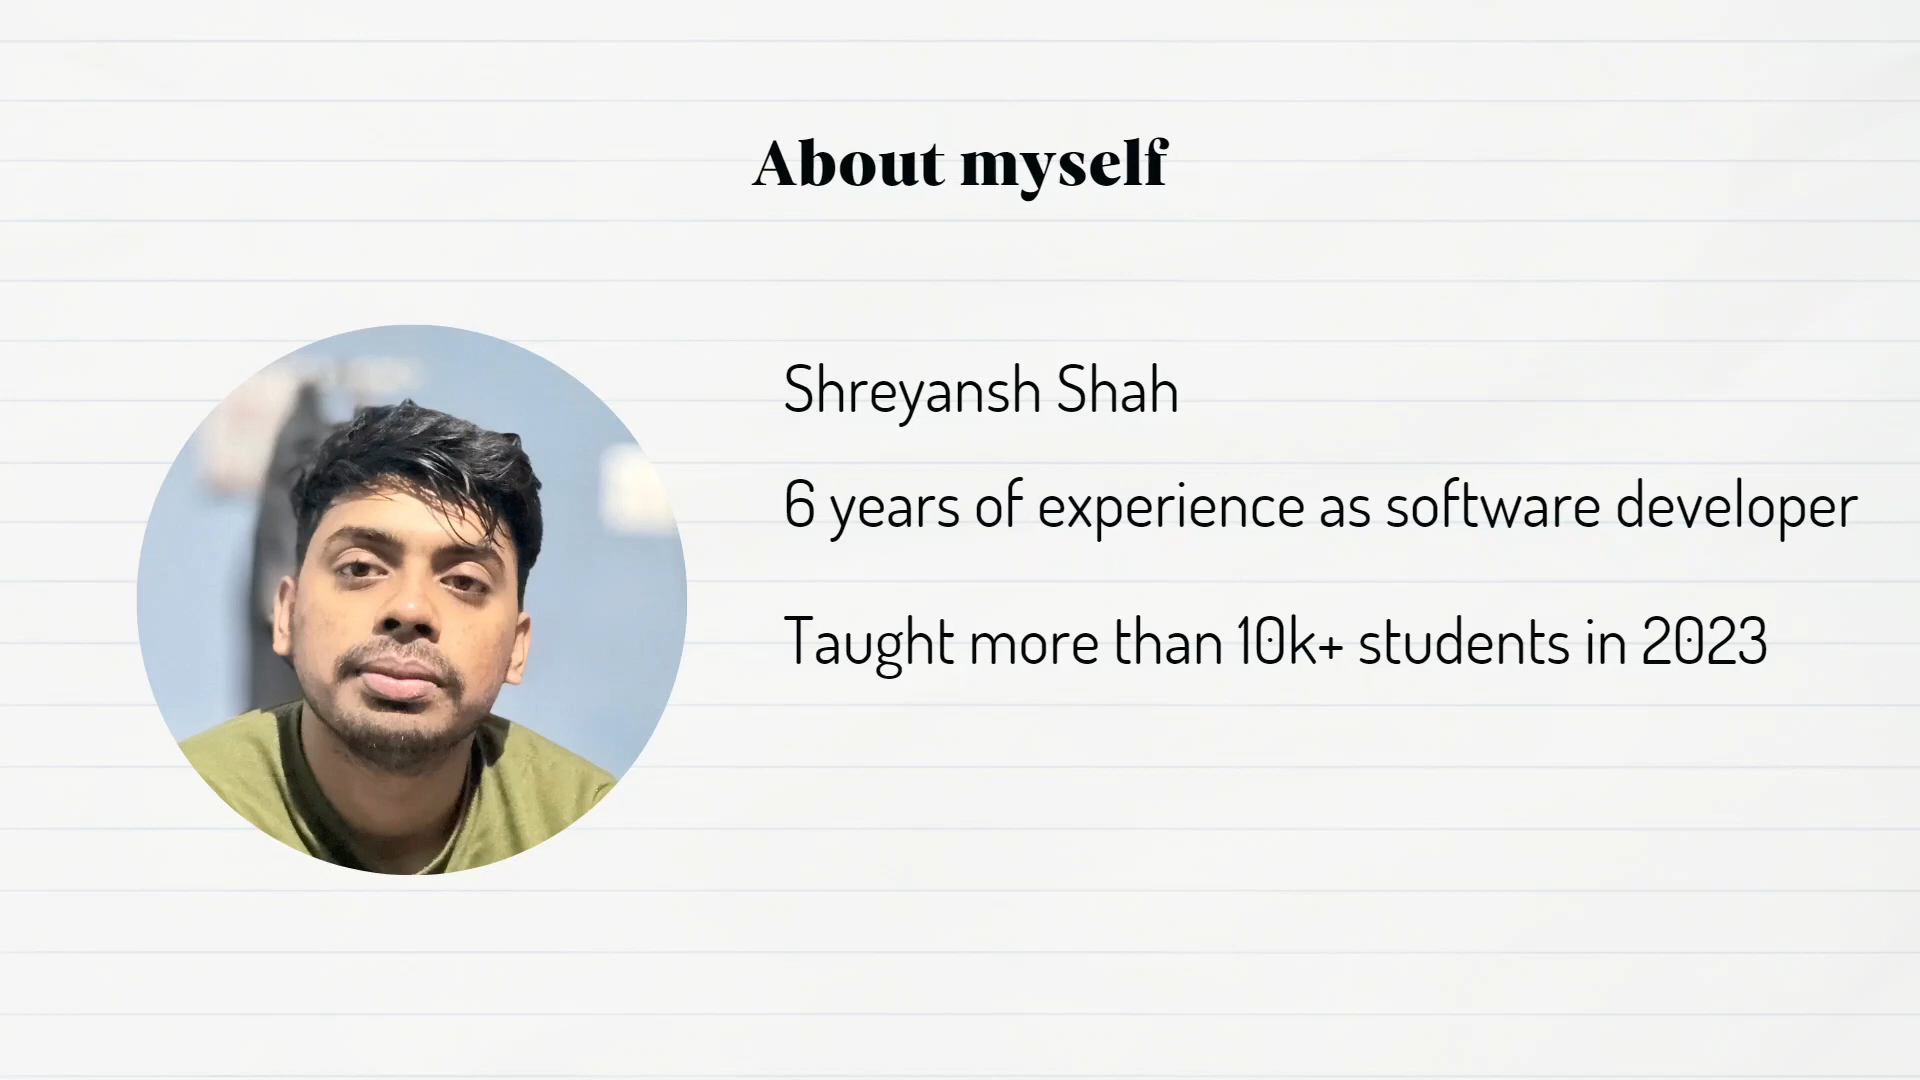 About myself
Shreyansh Shah
6 years of experience as software developer
Taught more than 10k+ students in 2023